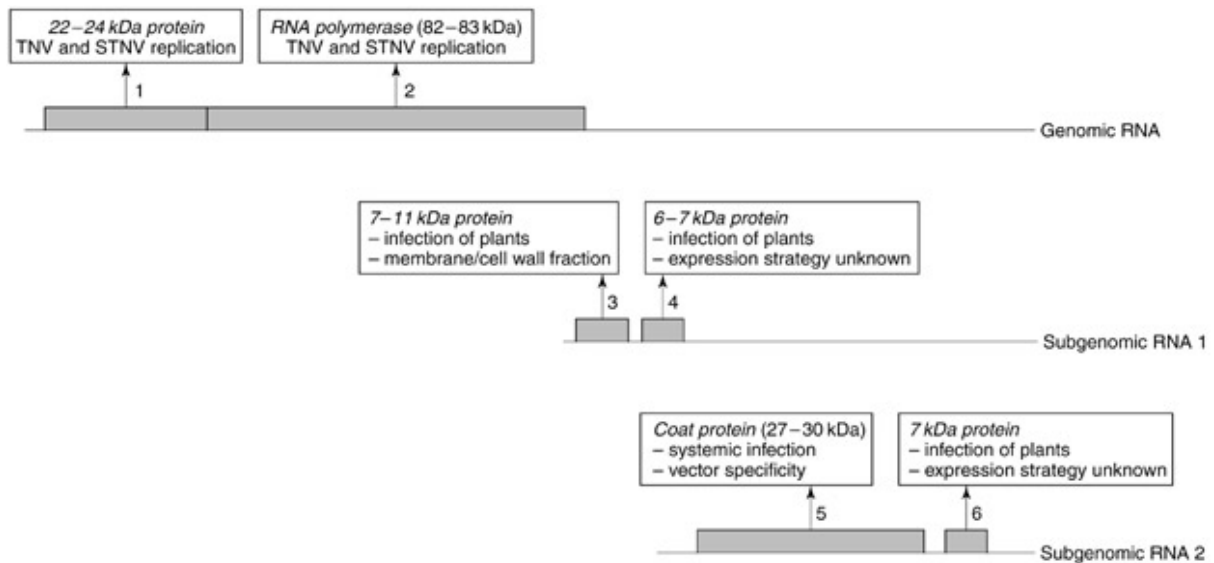 22–24 kDa protein
TNV and STNV replication
RNA polymerase (82–83 kDa)
TNV and STNV replication
1
2
Genomic RNA
7–11 kDa protein
– infection of plants
– membrane/cell wall fraction
6–7 kDa protein
– infection of plants
– expression strategy unknown
3
4
Subgenomic RNA 1
Coat protein (27–30 kDa)
– systemic infection
– vector specificity
7 kDa protein
– infection of plants
– expression strategy unknown
5
6
Subgenomic RNA 2